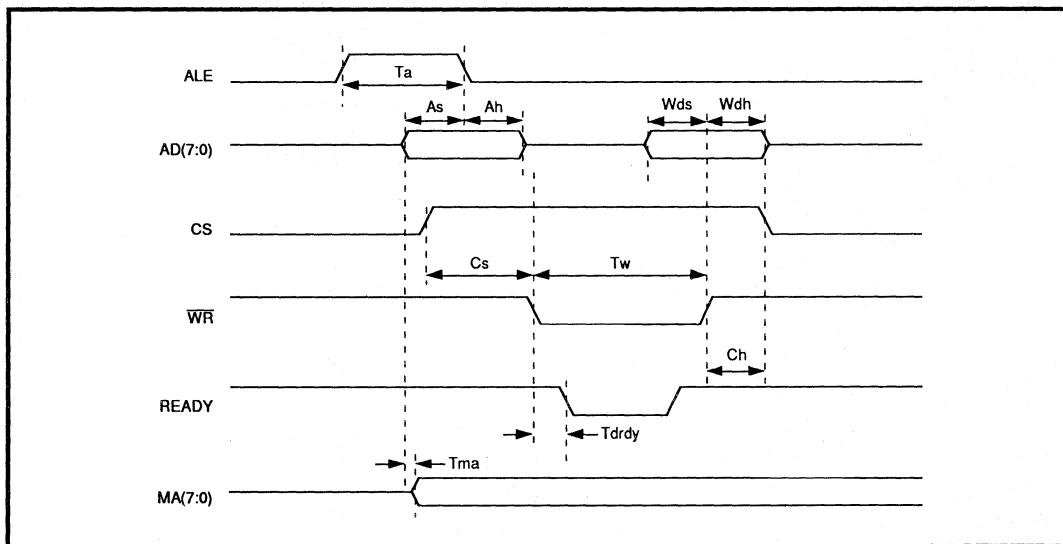 ALE
Ta
As Ah Wds Wdh
AD(7:0)
CS
Cs Tw
WR
Ch
READY
Tdrdy
Tma
MA(7:0)